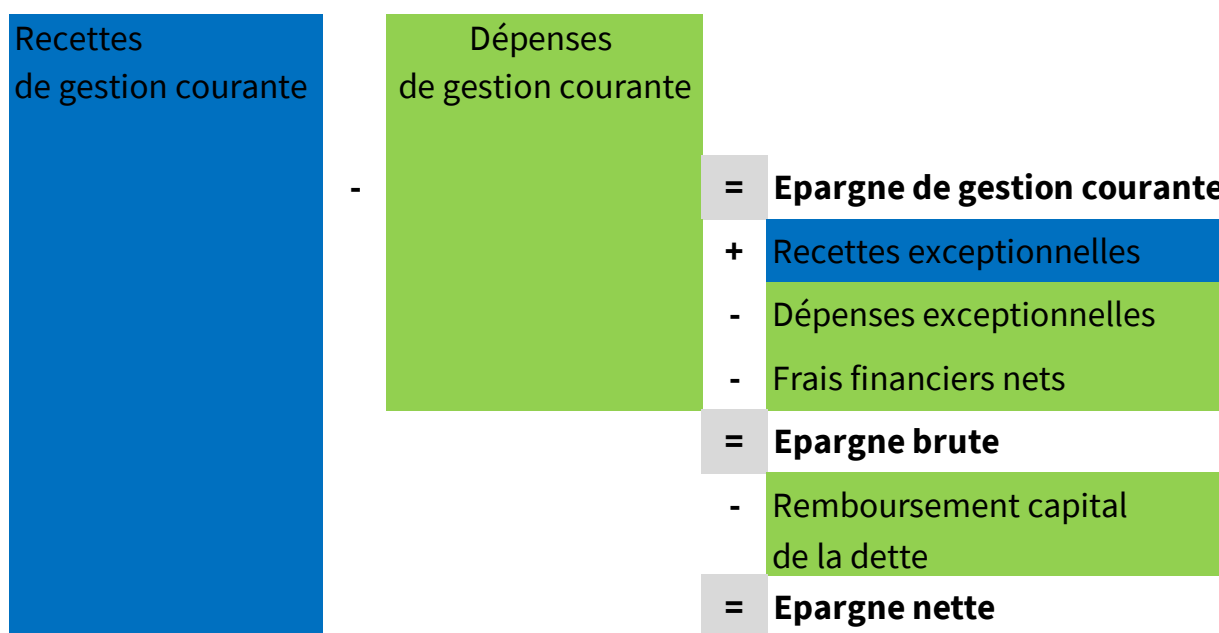 Recettes
de gestion courante
-
Dépenses
de gestion courante
= Epargne de gestion courante
+ Recettes exceptionnelles
- Dépenses exceptionnelles
- Frais financiers nets
= Epargne brute
- Remboursement capital
de la dette
= Epargne nette